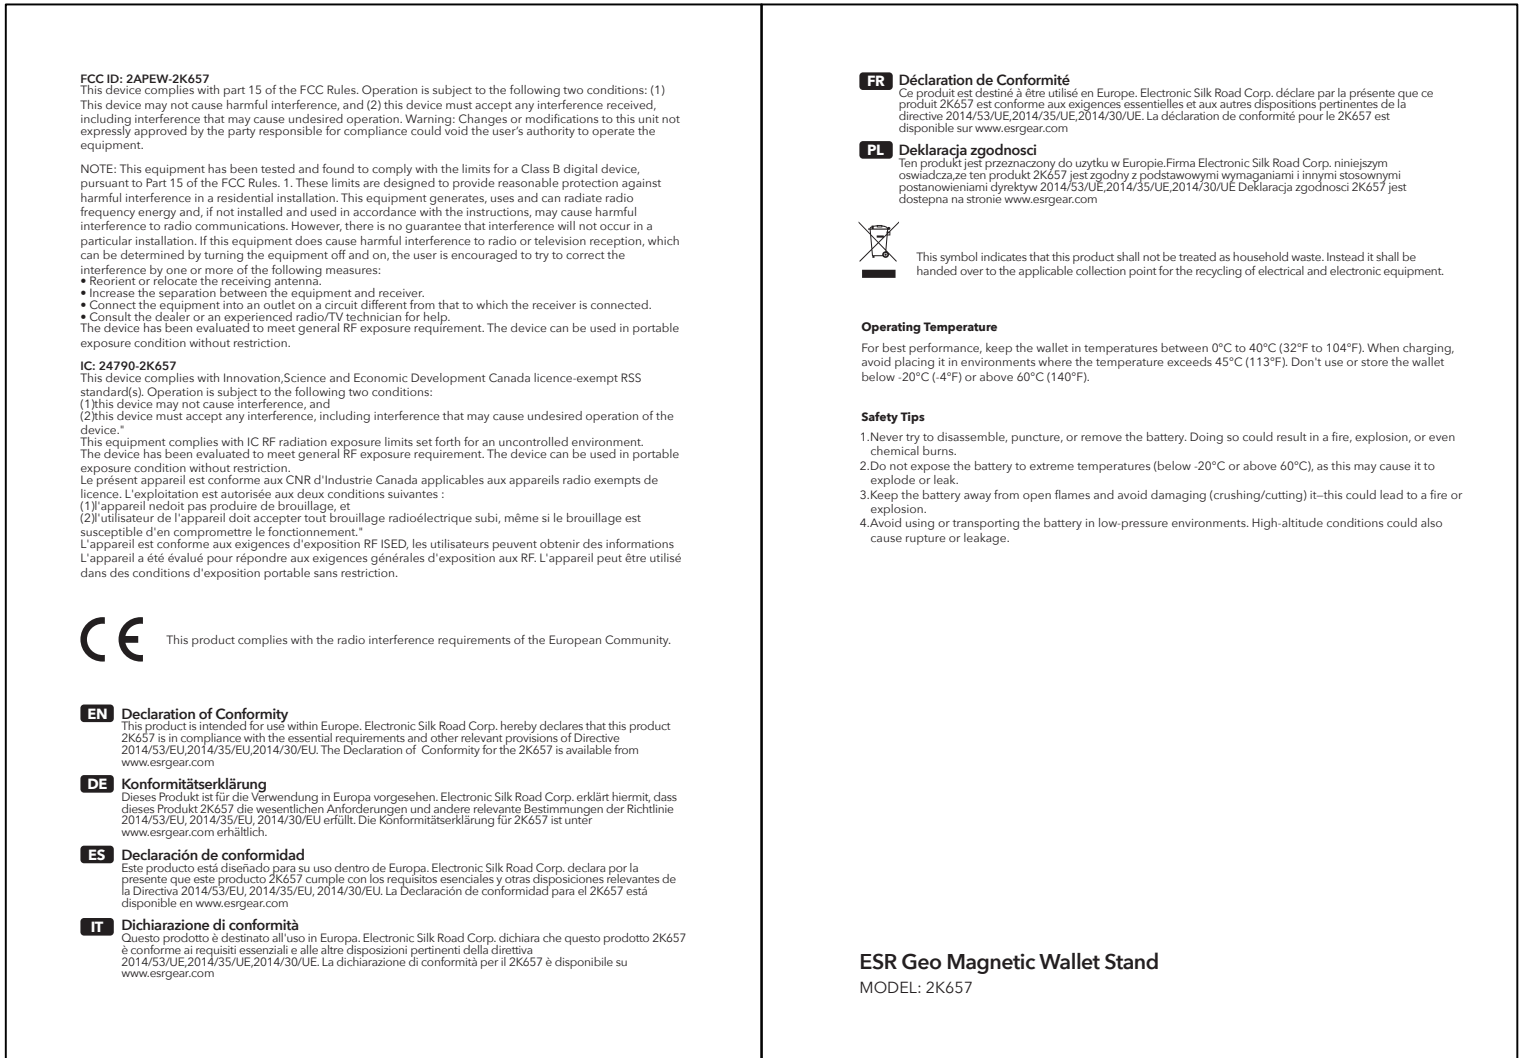 FCC ID: 2APEW-2K657
This device complies with part 15 of the FCC Rules. Operation is subject to the following two conditions: (1)
This device may not cause harmful interference, and (2) this device must accept any interference received,
including interference that may cause undesired operation. Warning: Changes or modifications to this unit not
expressly approved by the party responsible for compliance could void the user’s authority to operate the
equipment.
NOTE: This equipment has been tested and found to comply with the limits for a Class B digital device,
pursuant to Part 15 of the FCC Rules. 1. These limits are designed to provide reasonable protection against
harmful interference in a residential installation. This equipment generates, uses and can radiate radio
frequency energy and, if not installed and used in accordance with the instructions, may cause harmful
interference to radio communications. However, there is no guarantee that interference will not occur in a
particular installation. If this equipment does cause harmful interference to radio or television reception, which
can be determined by turning the equipment off and on, the user is encouraged to try to correct the
interference by one or more of the following measures:
• Reorient or relocate the receiving antenna.
• Increase the separation between the equipment and receiver.
• Connect the equipment into an outlet on a circuit different from that to which the receiver is connected.
• Consult the dealer or an experienced radio/TV technician for help.
The device has been evaluated to meet general RF exposure requirement. The device can be used in portable
exposure condition without restriction.
IC: 24790-2K657
This device complies with Innovation,Science and Economic Development Canada licence-exempt RSS
standard(s). Operation is subject to the following two conditions:
(1)this device may not cause interference, and
(2)this device must accept any interference, including interference that may cause undesired operation of the
device."
This equipment complies with IC RF radiation exposure limits set forth for an uncontrolled environment.
The device has been evaluated to meet general RF exposure requirement. The device can be used in portable
exposure condition without restriction.
Le présent appareil est conforme aux CNR d'Industrie Canada applicables aux appareils radio exempts de
licence. L'exploitation est autorisée aux deux conditions suivantes :
(1)l'appareil nedoit pas produire de brouillage, et
(2)l'utilisateur de l'appareil doit accepter tout brouillage radioélectrique subi, même si le brouillage est
susceptible d'en compromettre le fonctionnement."
L'appareil est conforme aux exigences d'exposition RF ISED, les utilisateurs peuvent obtenir des informations
L'appareil a été évalué pour répondre aux exigences générales d'exposition aux RF. L'appareil peut être utilisé
dans des conditions d'exposition portable sans restriction.
CE This product complies with the radio interference requirements of the European Community.
EN Declaration of Conformity
This product is intended for use within Europe. Electronic Silk Road Corp. hereby declares that this product
2K657 is in compliance with the essential requirements and other relevant provisions of Directive
2014/53/EU,2014/35/EU,2014/30/EU. The Declaration of Conformity for the 2K657 is available from
www.esrgear.com
DE Konformitätserklärung
Dieses Produkt ist für die Verwendung in Europa vorgesehen. Electronic Silk Road Corp. erklärt hiermit, dass
dieses Produkt 2K657 die wesentlichen Anforderungen und andere relevante Bestimmungen der Richtlinie
2014/53/EU, 2014/35/EU, 2014/30/EU erfüllt. Die Konformitätserklärung für 2K657 ist unter
www.esrgear.com erhältlich.
ES Declaración de conformidad
Este producto está diseñado para su uso dentro de Europa. Electronic Silk Road Corp. declara por la
presente que este producto 2K657 cumple con los requisitos esenciales y otras disposiciones relevantes de
la Directiva 2014/53/EU, 2014/35/EU, 2014/30/EU. La Declaración de conformidad para el 2K657 está
disponible en www.esrgear.com
IT Dichiarazione di conformità
Questo prodotto è destinato all'uso in Europa. Electronic Silk Road Corp. dichiara che questo prodotto 2K657
è conforme ai requisiti essenziali e alle altre disposizioni pertinenti della direttiva
2014/53/UE,2014/35/UE,2014/30/UE. La dichiarazione di conformità per il 2K657 è disponibile su
www.esrgear.com
FR Déclaration de Conformité
Ce produit est destiné à être utilisé en Europe. Electronic Silk Road Corp. déclare par la présente que ce
produit 2K657 est conforme aux exigences essentielles et aux autres dispositions pertinentes de la
directive 2014/53/UE,2014/35/UE,2014/30/UE. La déclaration de conformité pour le 2K657 est
disponible sur www.esrgear.com
PL Deklaracja zgodnosci
Ten produkt jest przeznaczony do uzytku w Europie.Firma Electronic Silk Road Corp. niniejszym
oswiadcza,ze ten produkt 2K657 jest zgodny z podstawowymi wymaganiami i innymi stosownymi
postanowieniami dyrektyw 2014/53/UE,2014/35/UE,2014/30/UE Deklaracja zgodnosci 2K657 jest
dostepna na stronie www.esrgear.com
This symbol indicates that this product shall not be treated as household waste. Instead it shall be
handed over to the applicable collection point for the recycling of electrical and electronic equipment.
Operating Temperature
For best performance, keep the wallet in temperatures between 0°C to 40°C (32°F to 104°F). When charging,
avoid placing it in environments where the temperature exceeds 45°C (113°F). Don't use or store the wallet
below -20°C (-4°F) or above 60°C (140°F).
Safety Tips
1.Never try to disassemble, puncture, or remove the battery. Doing so could result in a fire, explosion, or even
chemical burns.
2.Do not expose the battery to extreme temperatures (below -20°C or above 60°C), as this may cause it to
explode or leak.
3.Keep the battery away from open flames and avoid damaging (crushing/cutting) it—this could lead to a fire or
explosion.
4.Avoid using or transporting the battery in low-pressure environments. High-altitude conditions could also
cause rupture or leakage.
ESR Geo Magnetic Wallet Stand
MODEL: 2K657